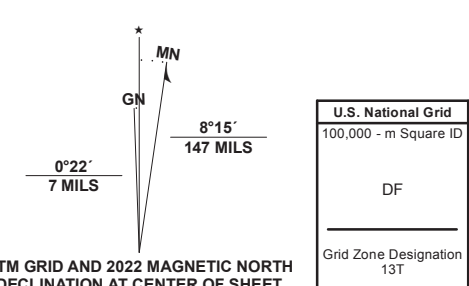 ★
MN
GN
8°15´
147 MILS
0°22´
7 MILS
TM GRID AND 2022 MAGNETIC NORTH
DECLINATION AT CENTER OF SHEET
U.S. National Grid
100,000 - m Square ID
DF
Grid Zone Designation
13T